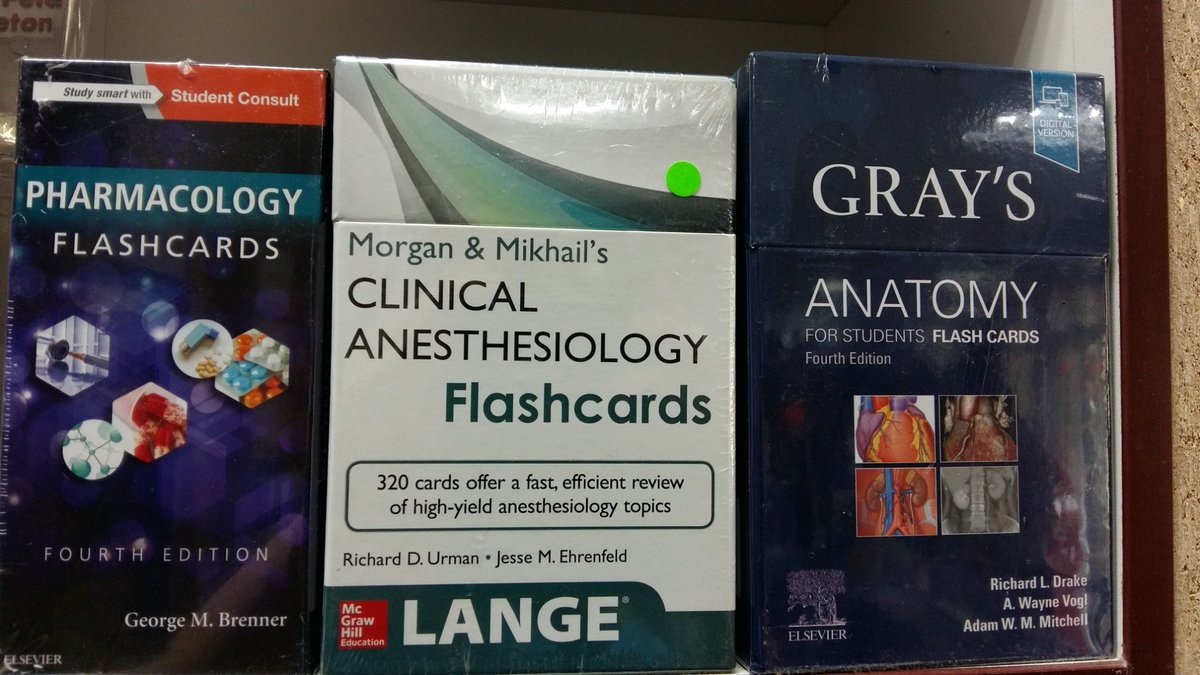 eton
Study smart with Student Consult
PHARMACOLOGY
FLASHCARDS
FOURTH EDITION
George M. Brenner
ELSEVIER
Morgan & Mikhail's
CLINICAL
ANESTHESIOLOGY
Flashcards
320 cards offer a fast, efficient review
of high-yield anesthesiology topics
Richard D. Urman • Jesse M. Ehrenfeld
Mc
Graw
Hill
Education
LANGE®
DIGITAL
VERSION
GRAY'S
ANATOMY
FOR STUDENTS FLASH CARDS
Fourth Edition
Richard L. Drake
A. Wayne Vogl
Adam W. M. Mitchell
ELSEVIER